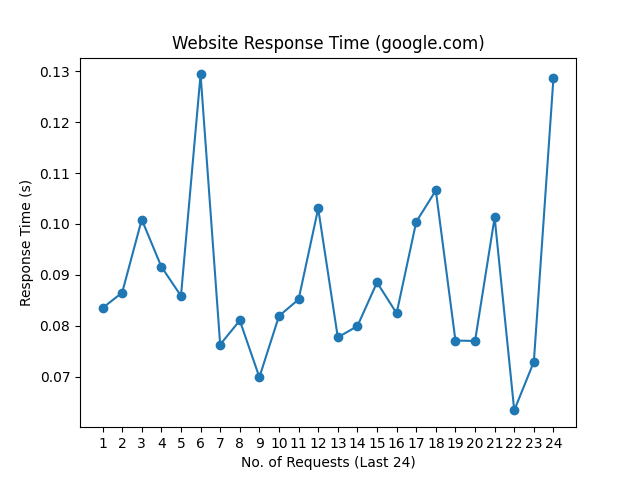 Website Response Time (google.com)
Response Time (s)
0.13
0.12
0.11
0.10
0.09
0.08
0.07
1 2 3 4 5 6 7 8 9 10 11 12 13 14 15 16 17 18 19 20 21 22 23 24
No. of Requests (Last 24)